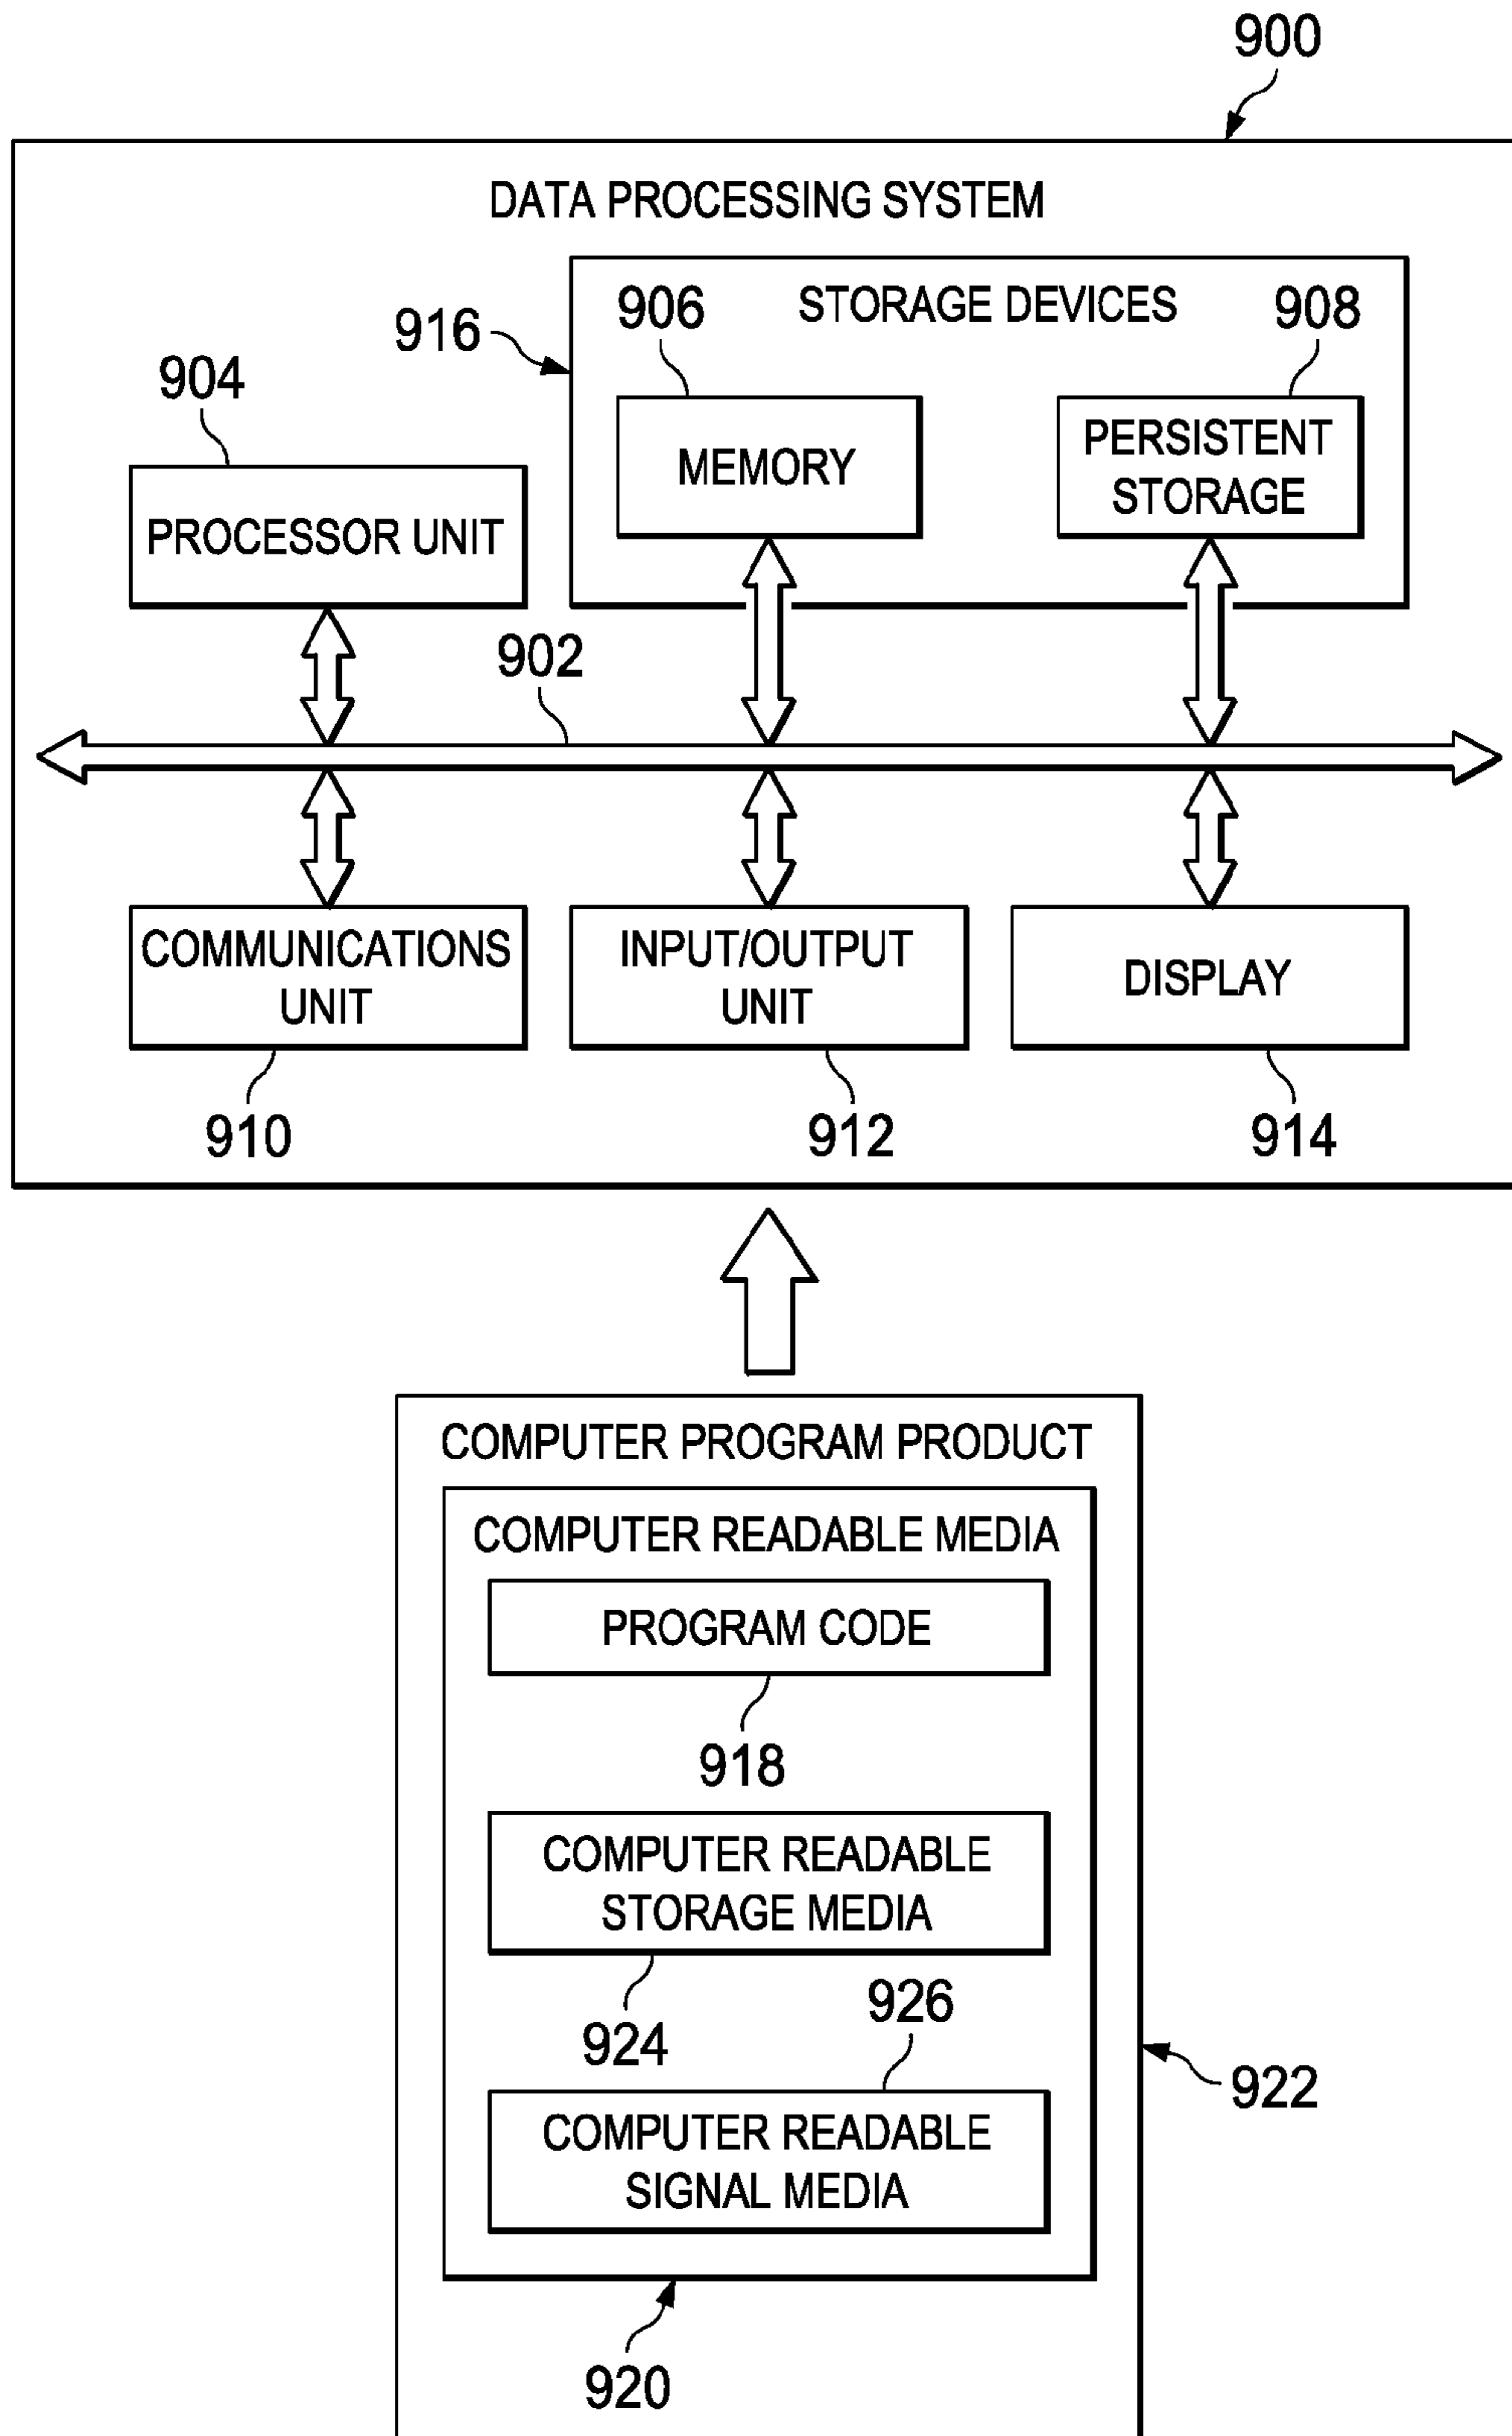 900
DATA PROCESSING SYSTEM
916
906
STORAGE DEVICES
908
904
MEMORY
PERSISTENT
STORAGE
PROCESSOR UNIT
902
COMMUNICATIONS
UNIT
INPUT/OUTPUT
UNIT
DISPLAY
910
912
914
COMPUTER PROGRAM PRODUCT
COMPUTER READABLE MEDIA
PROGRAM CODE
918
COMPUTER READABLE
STORAGE MEDIA
924
926
COMPUTER READABLE
SIGNAL MEDIA
922
920